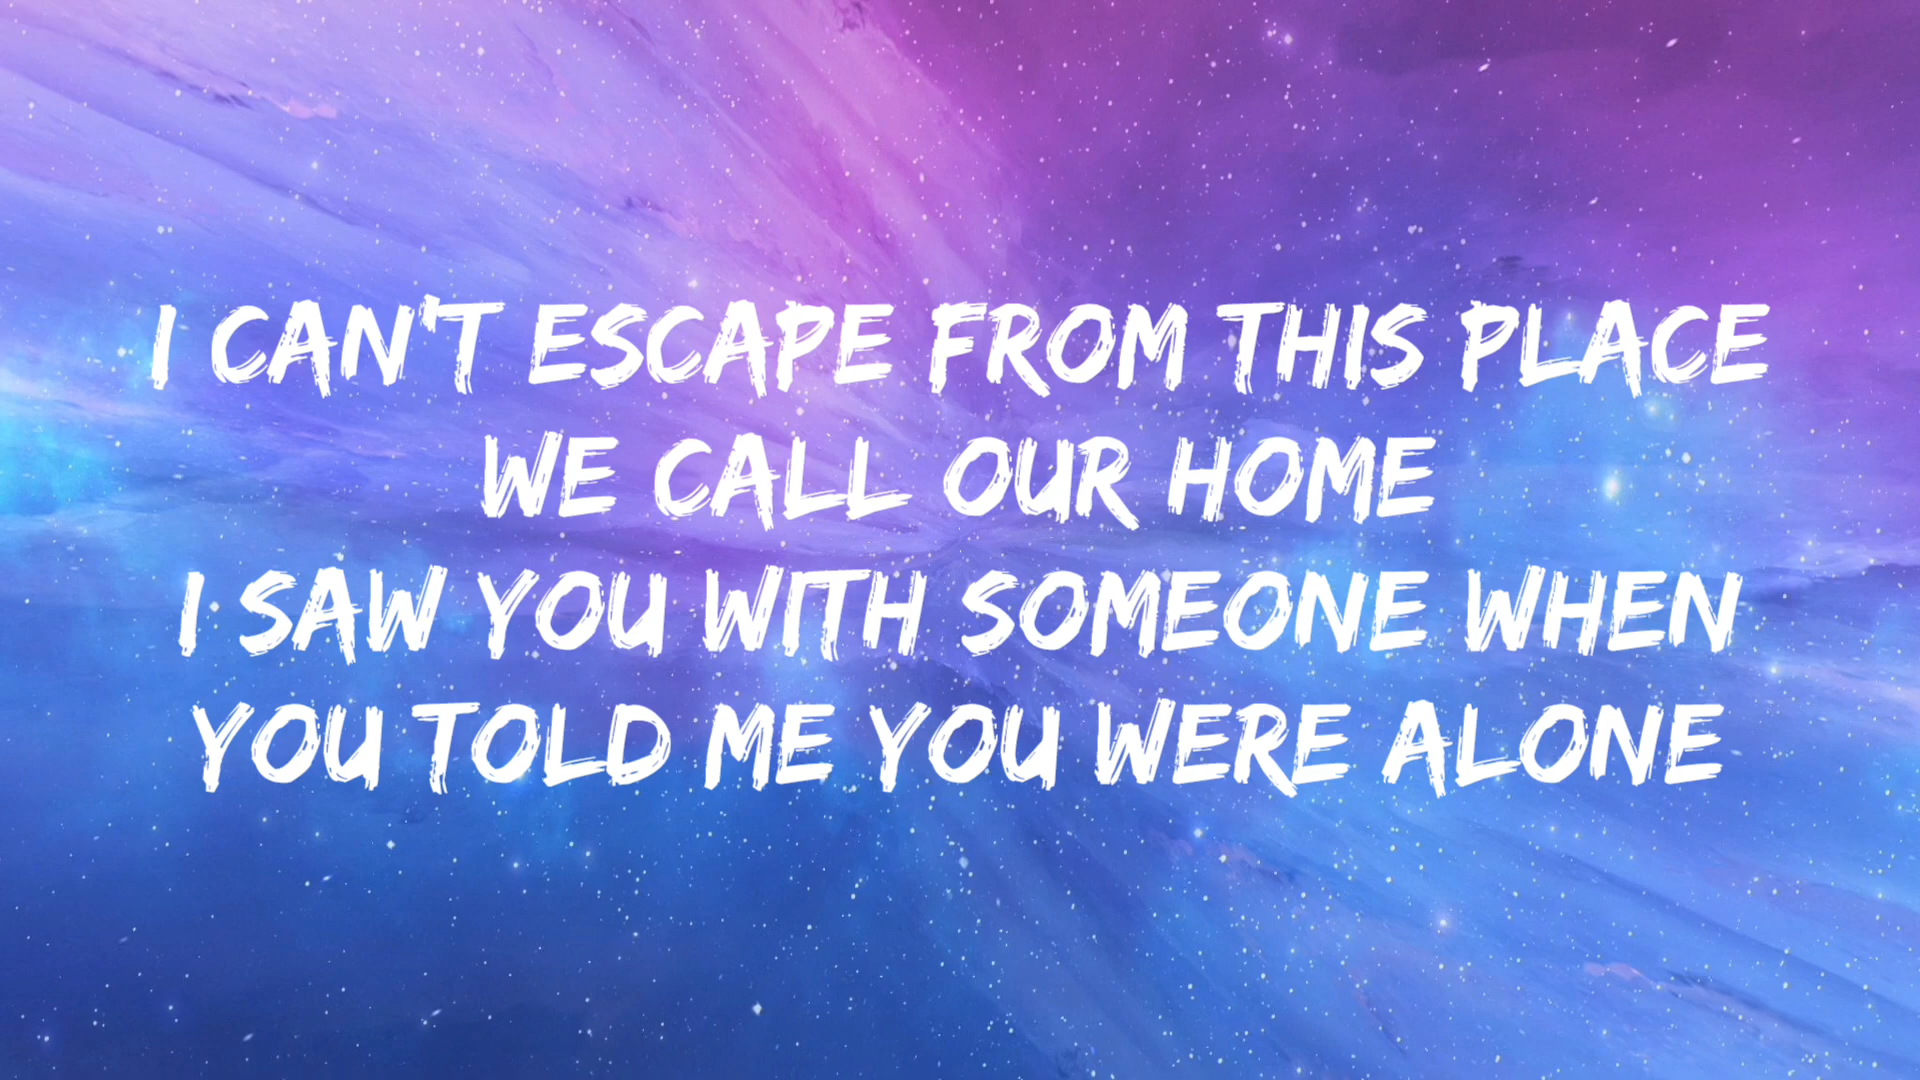 I CAN'T ESCAPE FROM THIS PLACE
WE CALL OUR HOME
I SAW YOU WITH SOMEONE WHEN
YOU TOLD ME YOU WERE ALONE